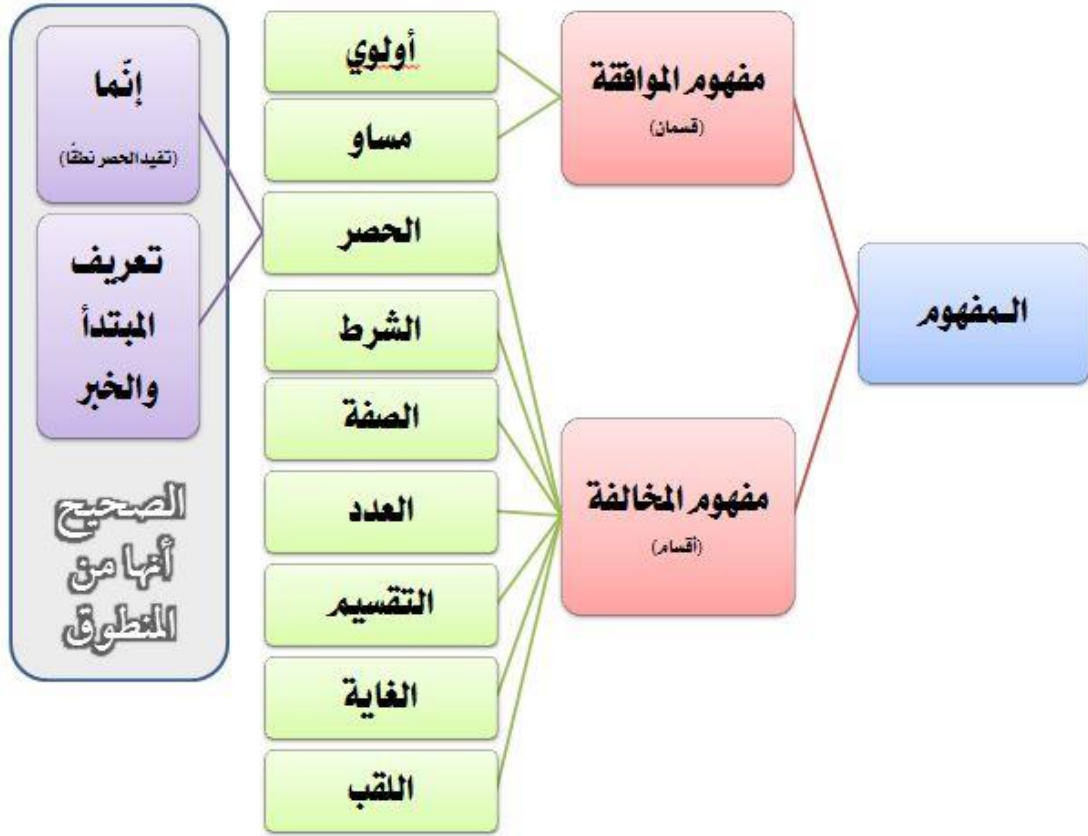 الـمفهوم
مفهوم الموافقة
(قسمان)
أولوي
مساو
مفهوم المخالفة
(أقسام)
الحصر
إنّما
(تفيد الحصر نطقًا)
تعريف
المبتدأ
والخبر
الصحيح
أنها من
المنطوق
الشرط
الصفة
العدد
التقسيم
الغاية
اللقب